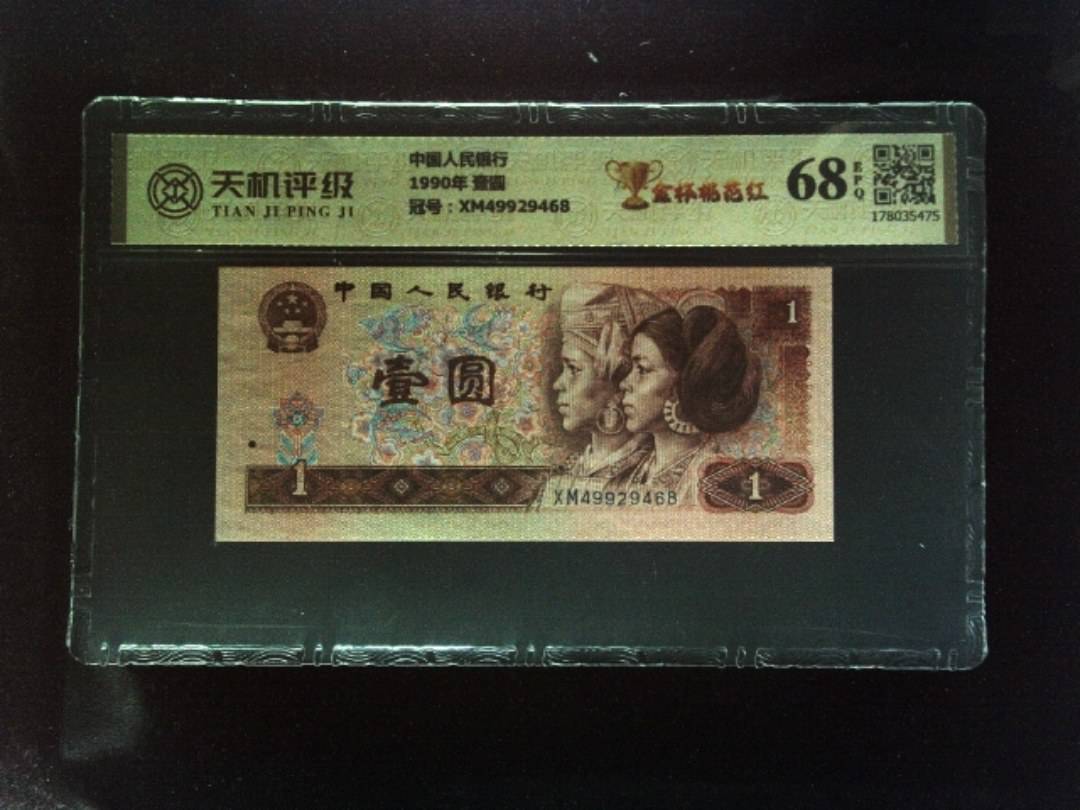 天机评级
TIAN JI PING JI
中国人民银行
1990年 壹圆
冠号：XM49929468
金杯桃花红
68
EPQ
178035475
中国人民银行
1
壹圆
1
XM49929468
1